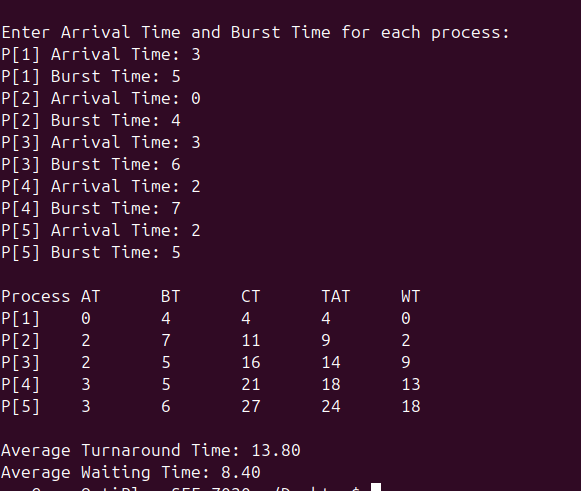 Enter Arrival Time and Burst Time for each process:
P[1] Arrival Time: 3
P[1] Burst Time: 5
P[2] Arrival Time: 0
P[2] Burst Time: 4
P[3] Arrival Time: 3
P[3] Burst Time: 6
P[4] Arrival Time: 2
P[4] Burst Time: 7
P[5] Arrival Time: 2
P[5] Burst Time: 5
Process AT BT CT TAT WT
P[1] 0 4 4 4 0
P[2] 2 7 11 9 2
P[3] 2 5 16 14 9
P[4] 3 5 21 18 13
P[5] 3 6 27 24 18
Average Turnaround Time: 13.80
Average Waiting Time: 8.40